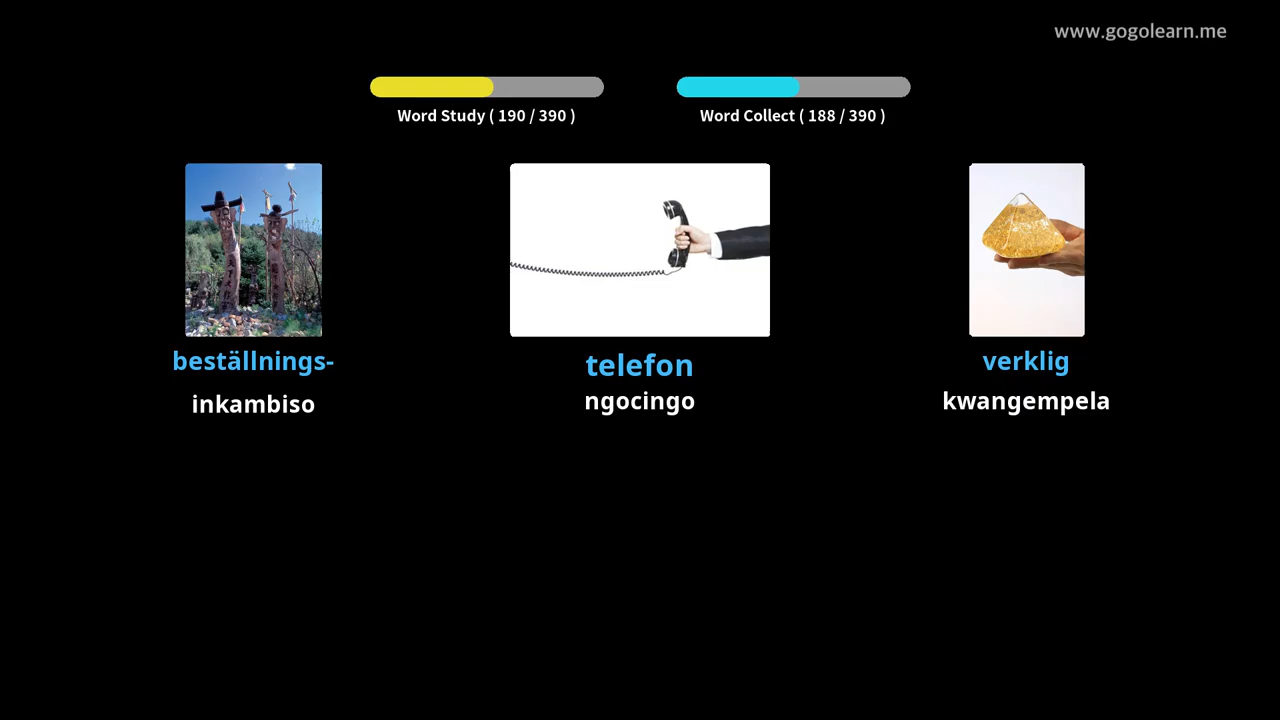 www.gogolearn.me
Word Study ( 190 / 390 )
Word Collect ( 188 / 390 )
beställnings-
inkambiso
telefon
ngocingo
verklig
kwangempela